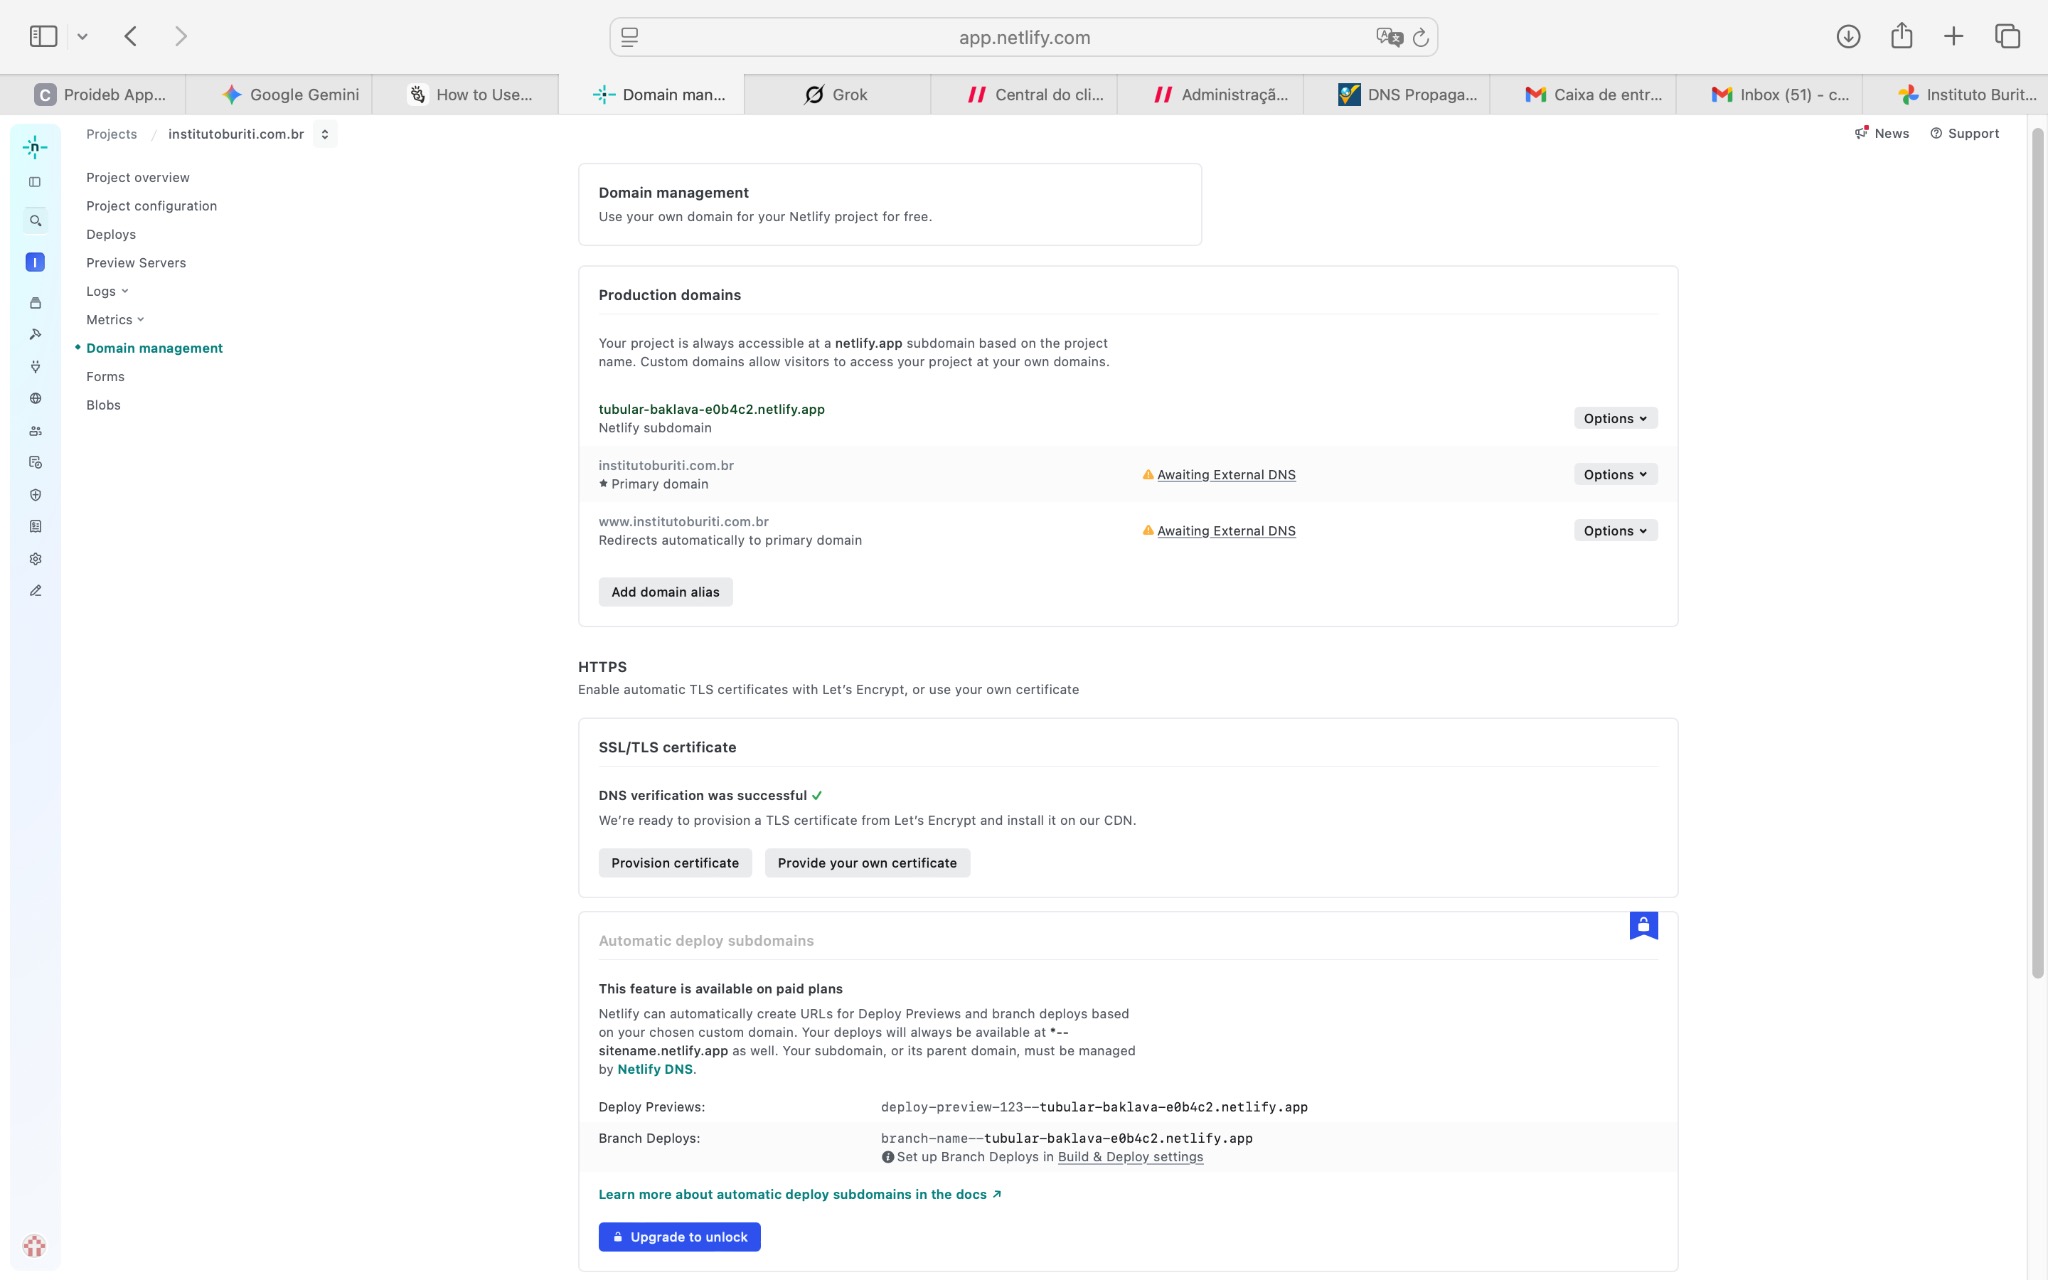 app.netlify.com
C Proideb App...
Google Gemini
How to Use...
Domain man...
Grok
Central do cli...
Administraçã...
DNS Propaga...
Caixa de entr...
Inbox (51) - c...
Instituto Burit...
Projects / institutoburiti.com.br
News
Support
Project overview
Project configuration
Deploys
I
Preview Servers
Logs
Metrics
Domain management
Forms
Blobs
Domain management
Use your own domain for your Netlify project for free.
Production domains
Your project is always accessible at a netlify.app subdomain based on the project
name. Custom domains allow visitors to access your project at your own domains.
tubular-baklava-e0b4c2.netlify.app
Netlify subdomain
Options
institutoburiti.com.br
★ Primary domain
Awaiting External DNS
Options
www.institutoburiti.com.br
Redirects automatically to primary domain
Awaiting External DNS
Options
Add domain alias
HTTPS
Enable automatic TLS certificates with Let's Encrypt, or use your own certificate
SSL/TLS certificate
DNS verification was successful ✓
We're ready to provision a TLS certificate from Let's Encrypt and install it on our CDN.
Provision certificate
Provide your own certificate
Automatic deploy subdomains
This feature is available on paid plans
Netlify can automatically create URLs for Deploy Previews and branch deploys based
on your chosen custom domain. Your deploys will always be available at *--
sitename.netlify.app as well. Your subdomain, or its parent domain, must be managed
by Netlify DNS.
Deploy Previews: deploy-preview-123--tubular-baklava-e0b4c2.netlify.app
Branch Deploys: branch-name--tubular-baklava-e0b4c2.netlify.app
Set up Branch Deploys in Build & Deploy settings
Learn more about automatic deploy subdomains in the docs ↗
Upgrade to unlock